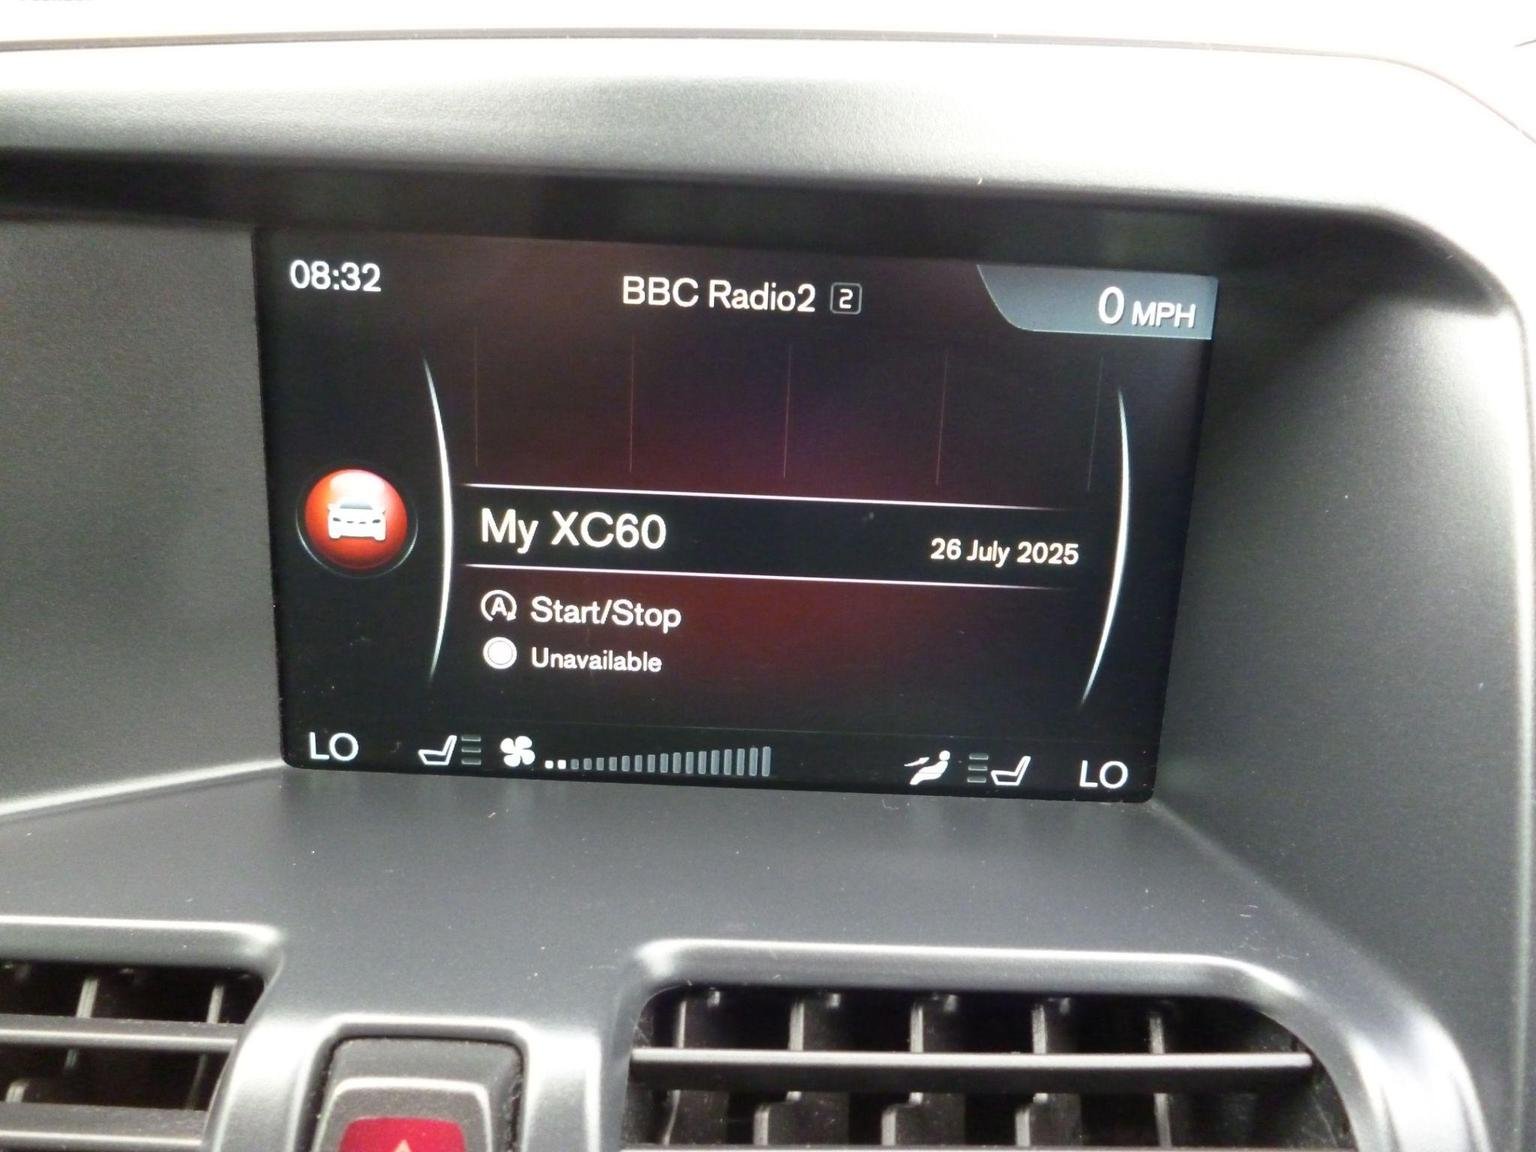 08:32
BBC Radio2 2
0 MPH
My XC60
26 July 2025
A Start/Stop
Unavailable
LO
LO